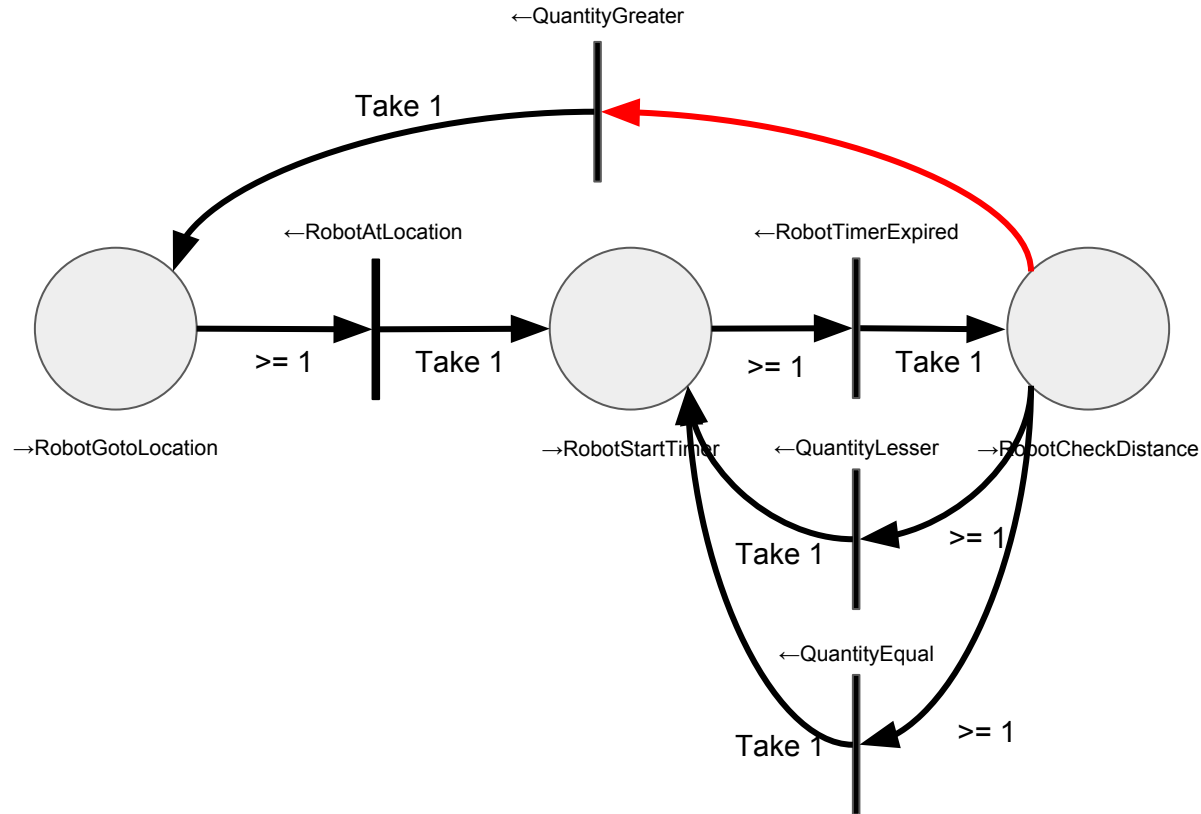 ←QuantityGreater
Take 1
←RobotAtLocation
←RobotTimerExpired
>= 1
Take 1
>= 1
Take 1
→RobotGotoLocation
→RobotStartTimer
←QuantityLesser
→RobotCheckDistance
Take 1
>= 1
←QuantityEqual
Take 1
>= 1